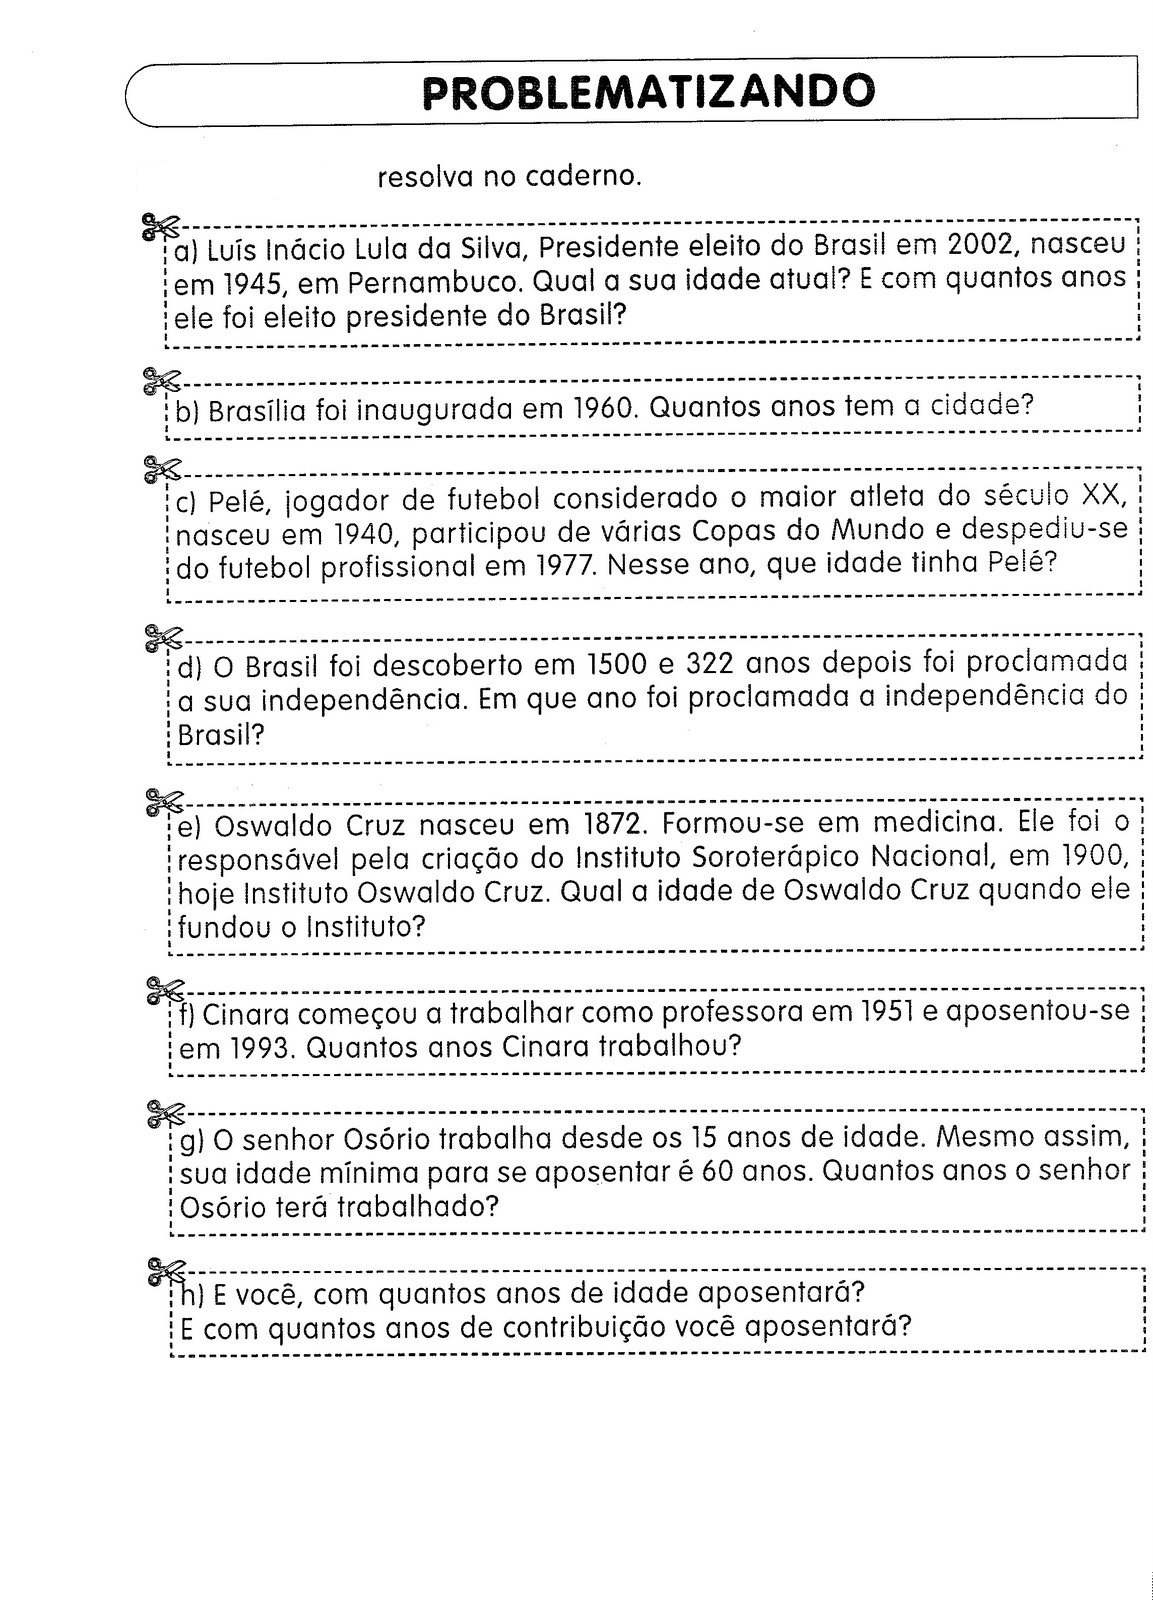 PROBLEMATIZANDO
resolva no caderno.
a) Luís Inácio Lula da Silva, Presidente eleito do Brasil em 2002, nasceu
em 1945, em Pernambuco. Qual a sua idade atual? E com quantos anos
ele foi eleito presidente do Brasil?
b) Brasília foi inaugurada em 1960. Quantos anos tem a cidade?
c) Pelé, jogador de futebol considerado o maior atleta do século XX,
nasceu em 1940, participou de várias Copas do Mundo e despediu-se
do futebol profissional em 1977. Nesse ano, que idade tinha Pelé?
d) O Brasil foi descoberto em 1500 e 322 anos depois foi proclamada
a sua independência. Em que ano foi proclamada a independência do
Brasil?
e) Oswaldo Cruz nasceu em 1872. Formou-se em medicina. Ele foi o
responsável pela criação do Instituto Soroterápico Nacional, em 1900,
hoje Instituto Oswaldo Cruz. Qual a idade de Oswaldo Cruz quando ele
fundou o Instituto?
f) Cinara começou a trabalhar como professora em 1951 e aposentou-se
em 1993. Quantos anos Cinara trabalhou?
g) O senhor Osório trabalha desde os 15 anos de idade. Mesmo assim,
sua idade mínima para se aposentar é 60 anos. Quantos anos o senhor
Osório terá trabalhado?
h) E você, com quantos anos de idade aposentará?
E com quantos anos de contribuição você aposentará?